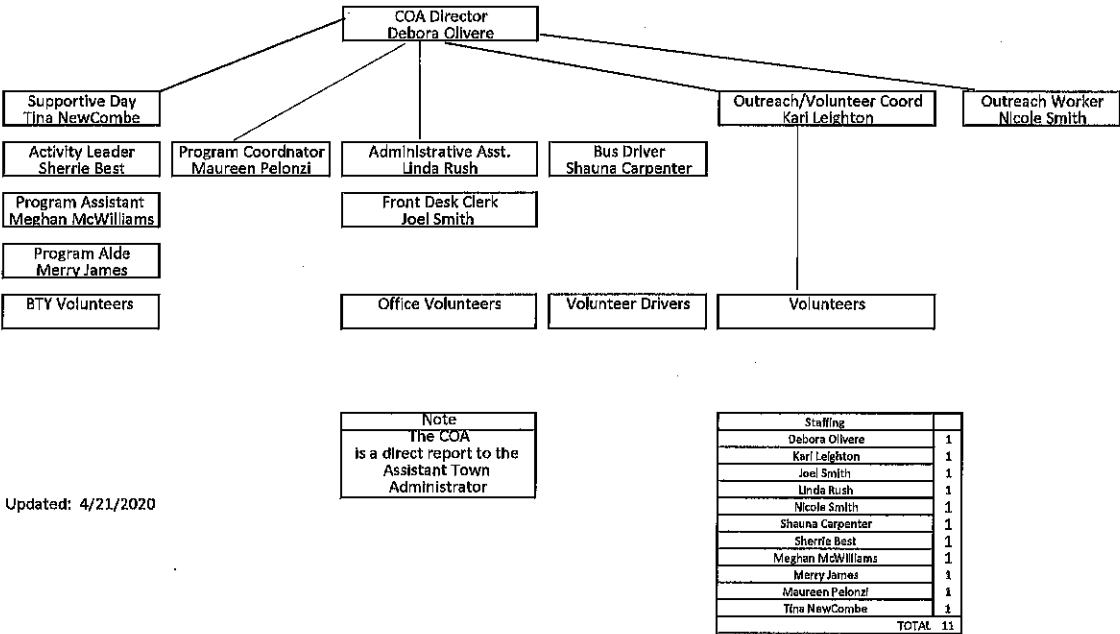 COA Director
Debora Olivere
Supportive Day
Tina NewCombe
Outreach/Volunteer Coord
Kari Leighton
Outreach Worker
Nicole Smith
Activity Leader
Sherrie Best
Program Coordnator
Maureen Pelonzi
Administrative Asst.
Linda Rush
Bus Driver
Shauna Carpenter
Program Assistant
Meghan McWilliams
Front Desk Clerk
Joel Smith
Program Aide
Merry James
BTY Volunteers
Office Volunteers
Volunteer Drivers
Volunteers
Note
The COA
is a direct report to the
Assistant Town
Administrator
Updated: 4/21/2020
Staffing
Debora Olivere 1
Kari Leighton 1
Joel Smith 1
Linda Rush 1
Nicole Smith 1
Shauna Carpenter 1
Sherrie Best 1
Meghan McWilliams 1
Merry James 1
Maureen Pelonzi 1
Tina NewCombe 1
TOTAL 11